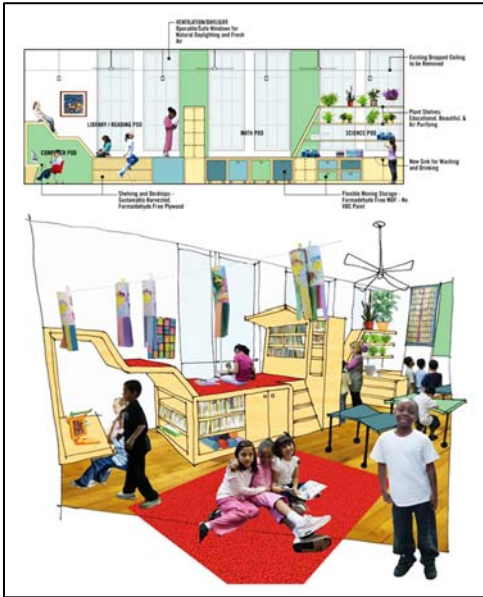 VENTILATION/DAYLIGHT:
Operable/Safe Windows for
Natural Daylighting and Fresh
Air
Existing Dropped Ceiling
to be Removed
LIBRARY / READING POD
MATH POD
Plant Shelves:
Educational, Beautiful, &
Air Purifying
SCIENCE POD
COMPUTER POD
New Sink for Washing
and Drinking
Shelving and Desktops -
Sustainable Harvested,
Formaldehyde Free Plywood
Flexible Moving Storage -
Formadehyde Free MDF - No
VOC Paint